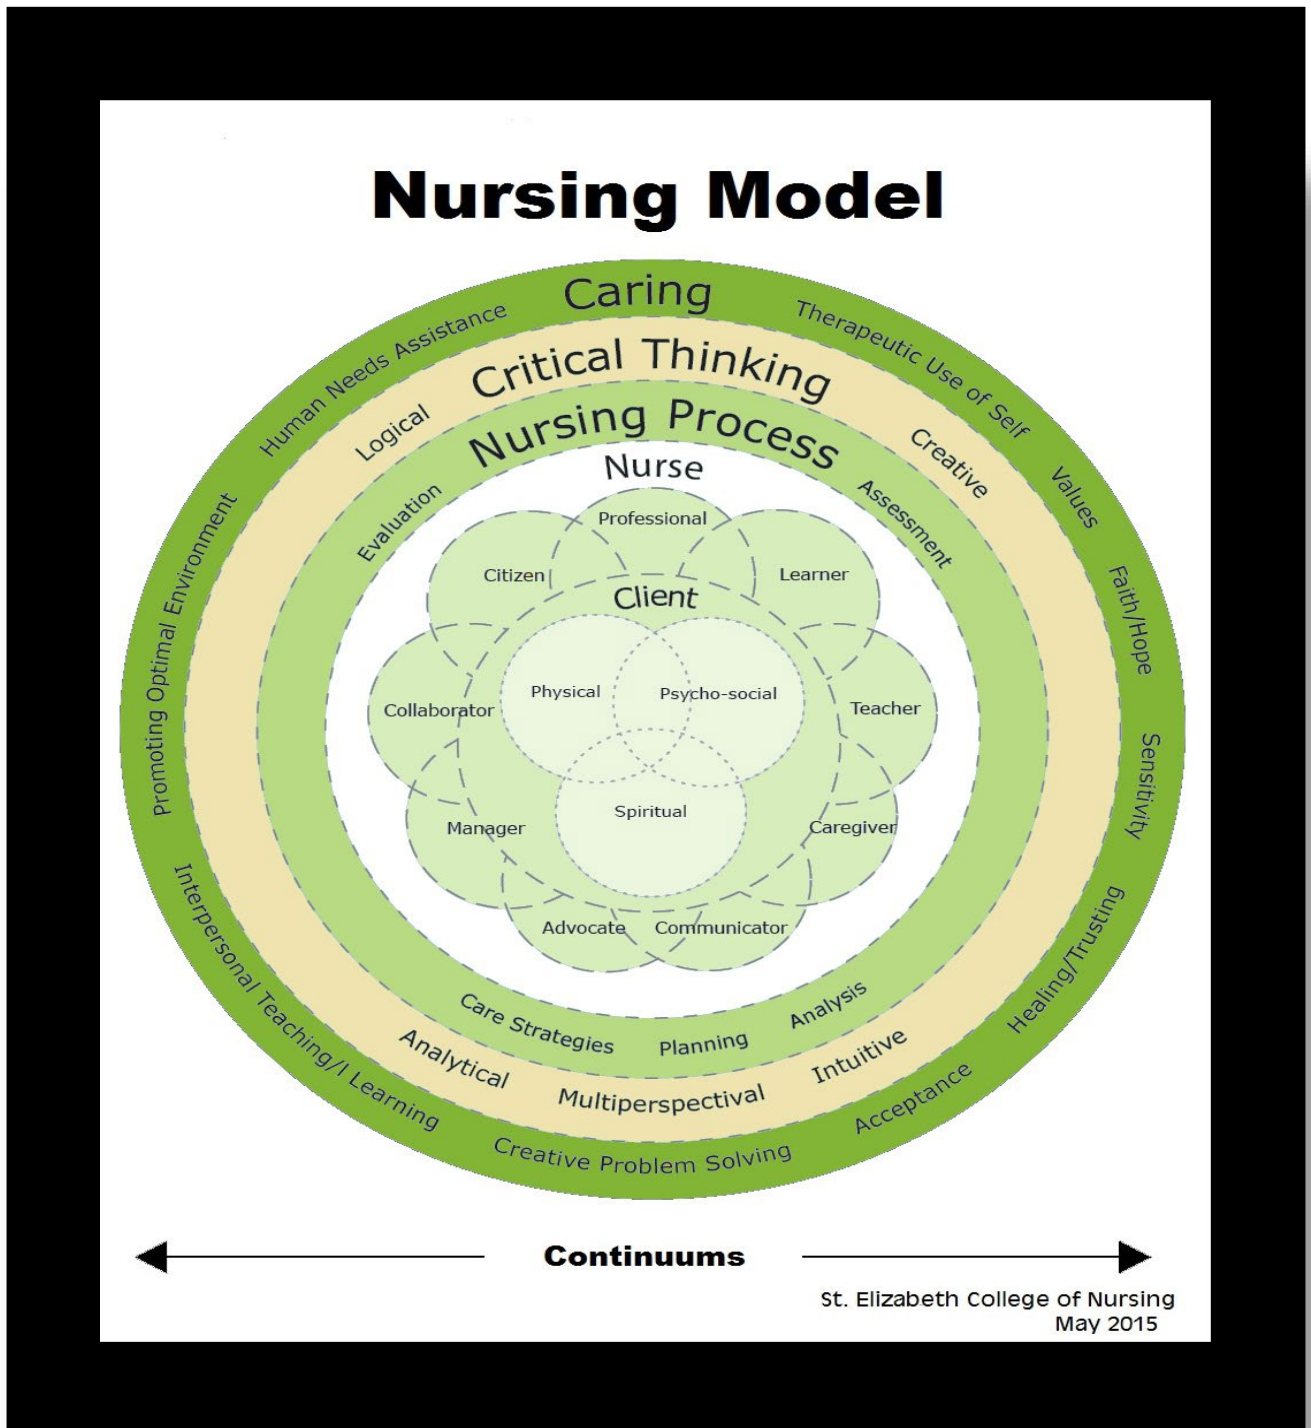 Nursing Model
Caring
Therapeutic Use of Self
Values
Faith/Hope
Sensitivity
Healing/Trusting
Acceptance
Creative Problem Solving
Interpersonal Teaching/l Learning
Promoting Optimal Environment
Human Needs Assistance
Critical Thinking
Creative
Intuitive
Multiperspectival
Analytical
Logical
Nursing Process
Assessment
Analysis
Planning
Care Strategies
Evaluation
Nurse
Professional
Learner
Teacher
Caregiver
Communicator
Advocate
Manager
Collaborator
Citizen
Client
Physical
Psycho-social
Spiritual
Continuums
St. Elizabeth College of Nursing
May 2015